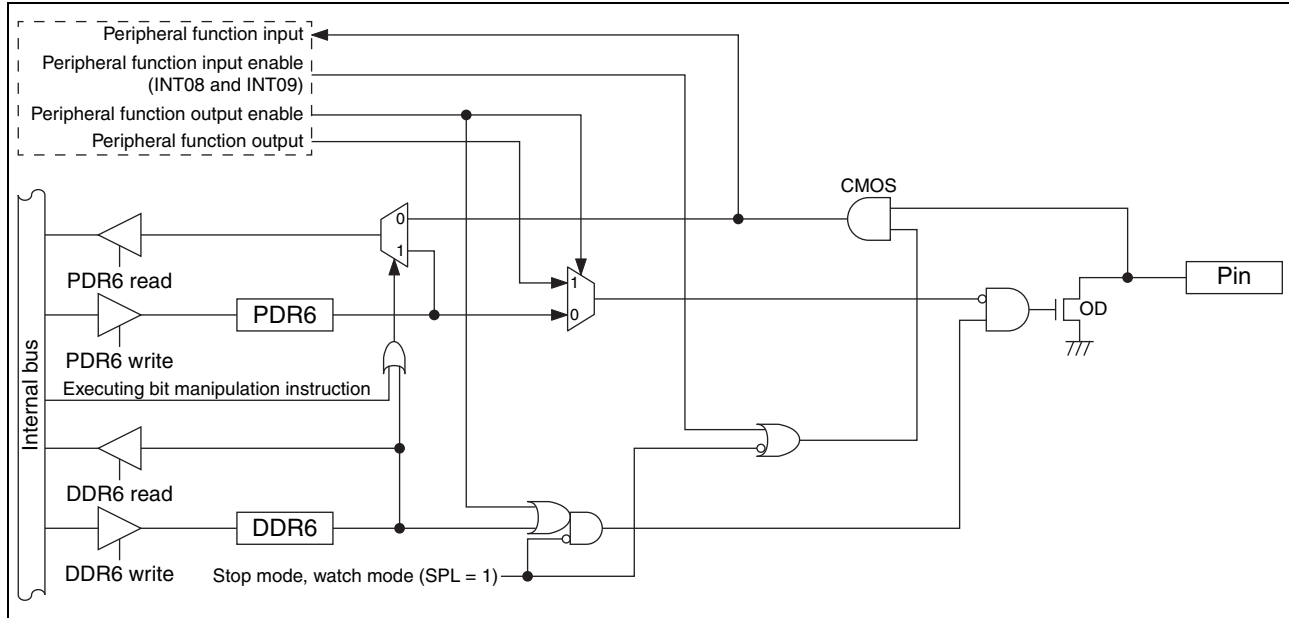 Peripheral function input
Peripheral function input enable
(INT08 and INT09)
Peripheral function output enable
Peripheral function output
CMOS
0
1
PDR6 read
1
Pin
OD
PDR6
0
PDR6 write
Executing bit manipulation instruction
Internal bus
DDR6 read
DDR6
DDR6 write
Stop mode, watch mode (SPL = 1)